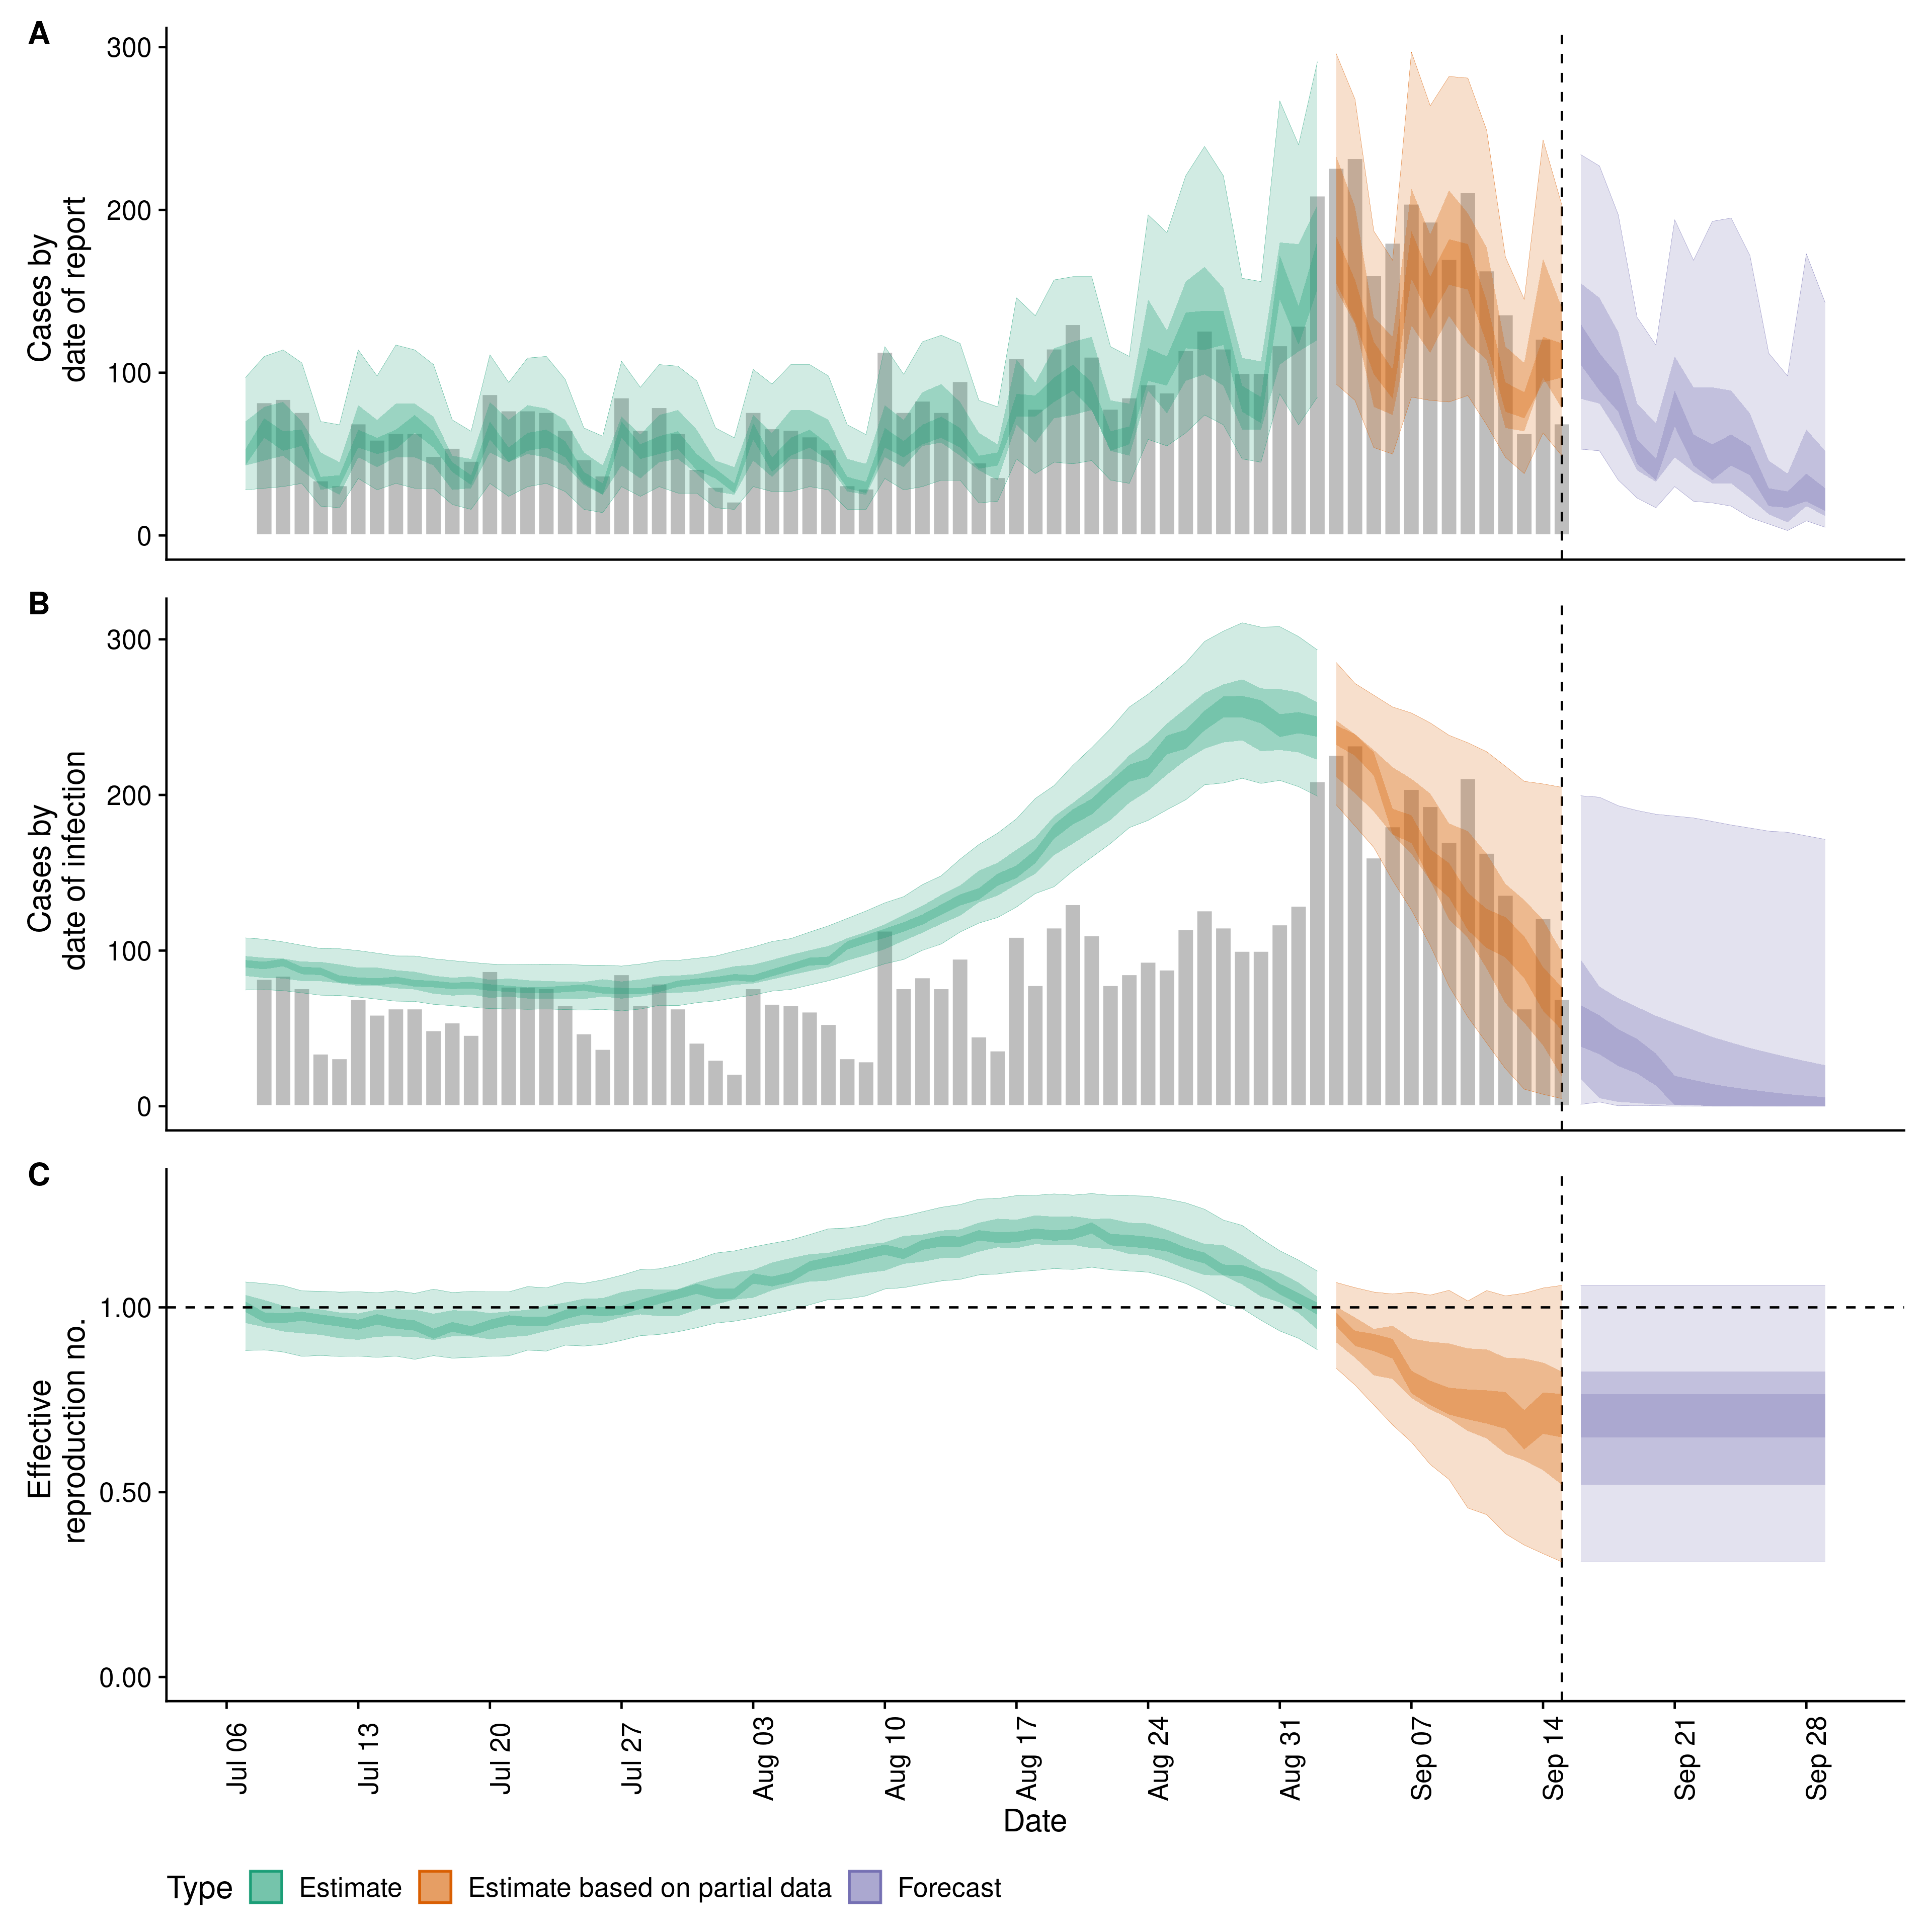 A
300
200
100
0
Cases by
date of report
B
300
200
100
0
Cases by
date of infection
C
1.00
0.50
0.00
Effective
reproduction no.
Jul 06
Jul 13
Jul 20
Jul 27
Aug 03
Aug 10
Aug 17
Aug 24
Aug 31
Sep 07
Sep 14
Sep 21
Sep 28
Date
Type Estimate Estimate based on partial data Forecast